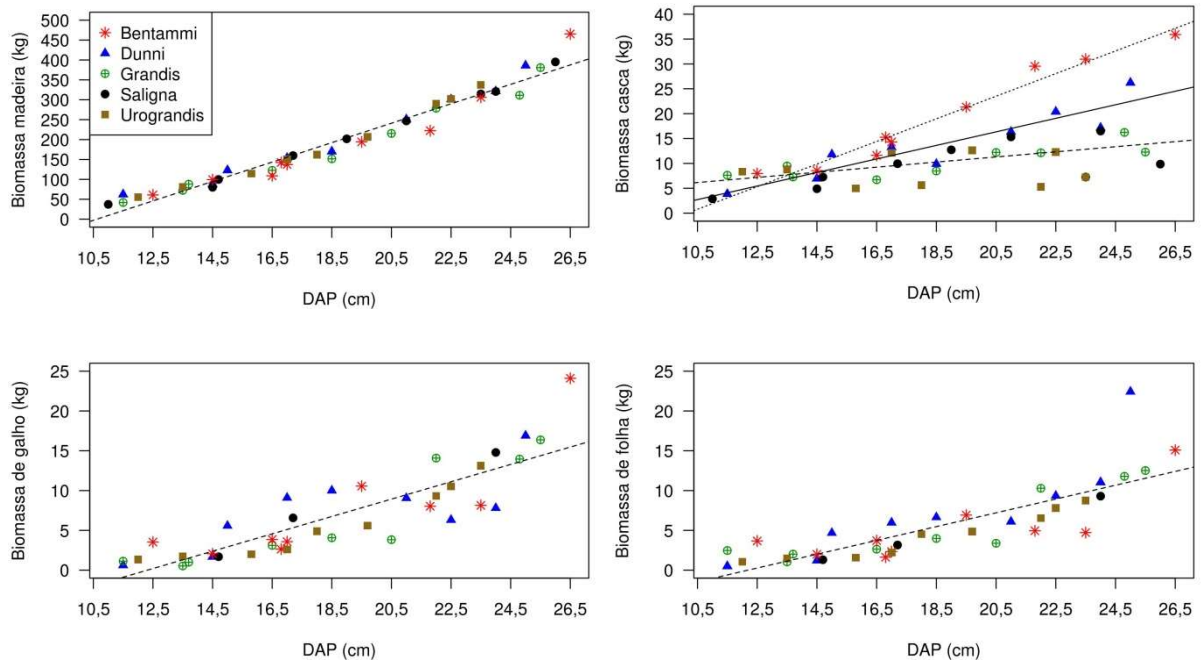 Biomassa madeira (kg)
500
450
400
350
300
250
200
150
100
50
0
Bentammi
Dunni
Grandis
Saligna
Urograndis
10,5 12,5 14,5 16,5 18,5 20,5 22,5 24,5 26,5
DAP (cm)
Biomassa casca (kg)
40
35
30
25
20
15
10
5
0
10,5 12,5 14,5 16,5 18,5 20,5 22,5 24,5 26,5
DAP (cm)
Biomassa de galho (kg)
25
20
15
10
5
0
10,5 12,5 14,5 16,5 18,5 20,5 22,5 24,5 26,5
DAP (cm)
Biomassa de folha (kg)
25
20
15
10
5
0
10,5 12,5 14,5 16,5 18,5 20,5 22,5 24,5 26,5
DAP (cm)